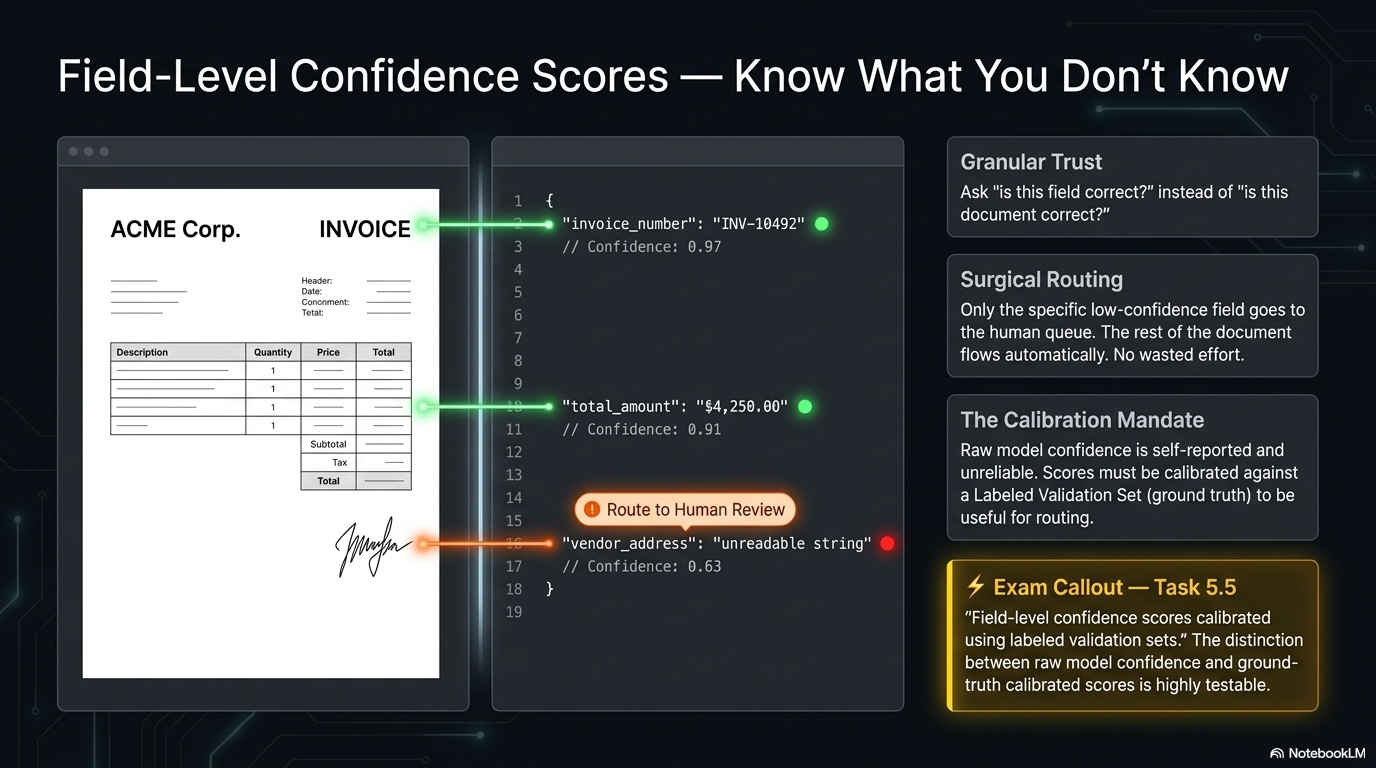 Field-Level Confidence Scores — Know What You Don’t Know
ACME Corp.
INVOICE
Header:
Date:
Concnment:
Tetal:
Description Quantity Price Total
1
1
1
1
Subtotal
Tax
Total
1 {
2 "invoice_number": "INV-10492"
3 // Confidence: 0.97
4
5
6
7
8
9
10 "total_amount": "$4,250.00"
11 // Confidence: 0.91
12
13
14
15
Route to Human Review
16 "vendor_address": "unreadable string"
17 // Confidence: 0.63
18 }
19
Granular Trust
Ask "is this field correct?" instead of "is this
document correct?"
Surgical Routing
Only the specific low-confidence field goes to
the human queue. The rest of the document
flows automatically. No wasted effort.
The Calibration Mandate
Raw model confidence is self-reported and
unreliable. Scores must be calibrated against
a Labeled Validation Set (ground truth) to be
useful for routing.
⚡ Exam Callout — Task 5.5
"Field-level confidence scores calibrated
using labeled validation sets." The distinction
between raw model confidence and ground-
truth calibrated scores is highly testable.
NotebookLM